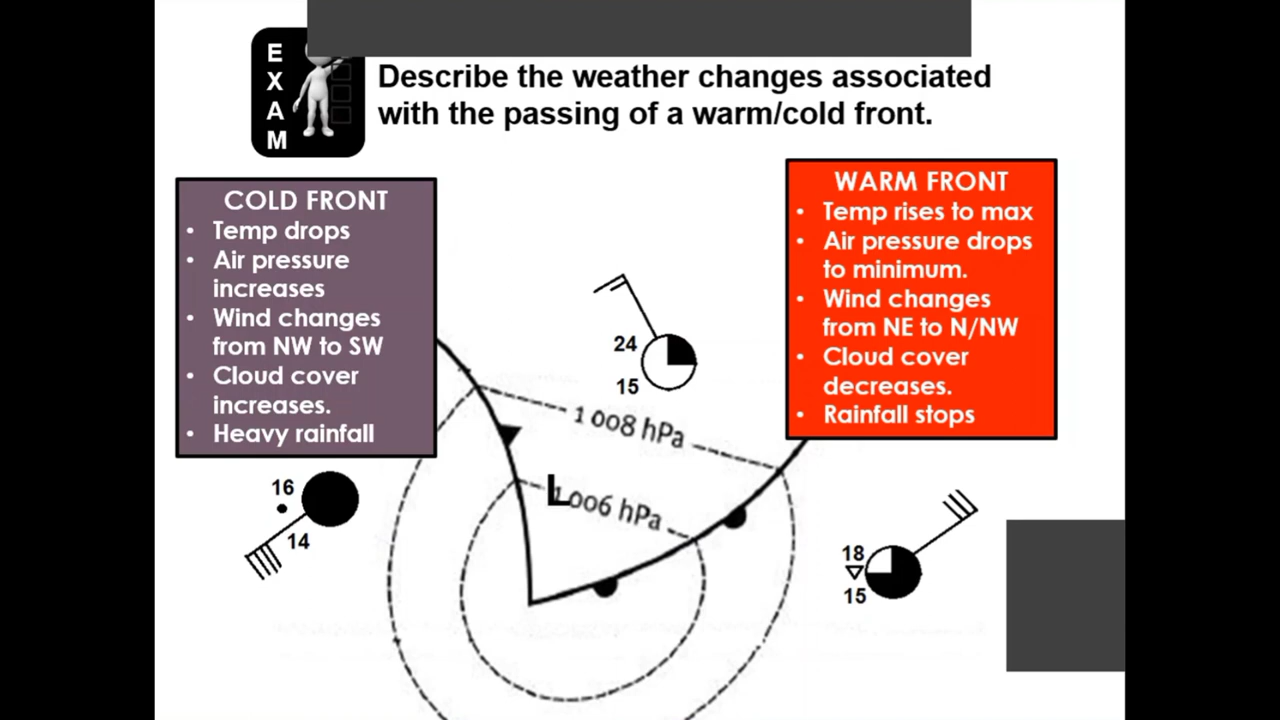 EXAM
Describe the weather changes associated
with the passing of a warm/cold front.
COLD FRONT
• Temp drops
• Air pressure
increases
• Wind changes
from NW to SW
• Cloud cover
increases.
• Heavy rainfall
WARM FRONT
• Temp rises to max
• Air pressure drops
to minimum.
• Wind changes
from NE to N/NW
• Cloud cover
decreases.
• Rainfall stops
24
15
1 008 hPa
L
1 006 hPa
16
14
18
15